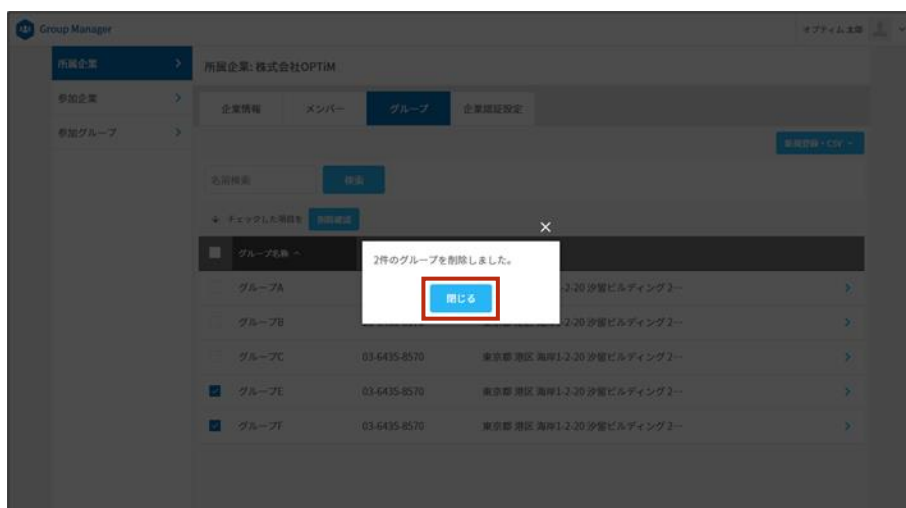 Group Manager
オプティム 太郎
所属企業
参加企業
参加グループ
所属企業: 株式会社OPTiM
企業情報 メンバー グループ 企業認証設定
新規登録・CSV
名前検索 検索
チェックした項目を 削除確認
グループ名称
2件のグループを削除しました。
閉じる
グループA 1-2-20 汐留ビルディング 2…
グループB 1-2-20 汐留ビルディング 2…
グループC 03-6435-8570 東京都 港区 海岸1-2-20 汐留ビルディング 2…
グループE 03-6435-8570 東京都 港区 海岸1-2-20 汐留ビルディング 2…
グループF 03-6435-8570 東京都 港区 海岸1-2-20 汐留ビルディング 2…